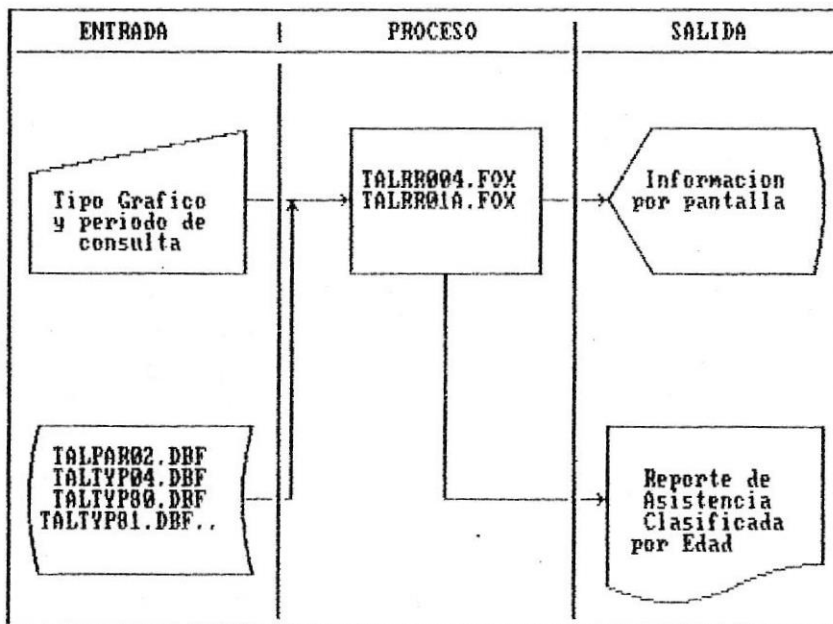 ENTRADA
PROCESO
SALIDA
Tipo Grafico
y periodo de
consulta
TALRR004.FOX
TALRR01A.FOX
Informacion
por pantalla
TALPAR02.DBF
TALTYP04.DBF
TALTYP80.DBF
TALTYP81.DBF..
Reporte de
Asistencia
Clasificada
por Edad